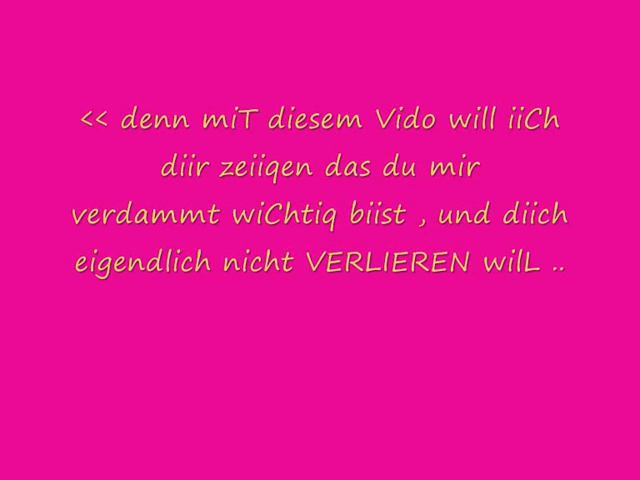 << denn miT diesem Vido will iiCh
diir zeiiqen das du mir
verdammt wiChtiq biist , und diich
eigendlich nicht VERLIEREN wilL ..